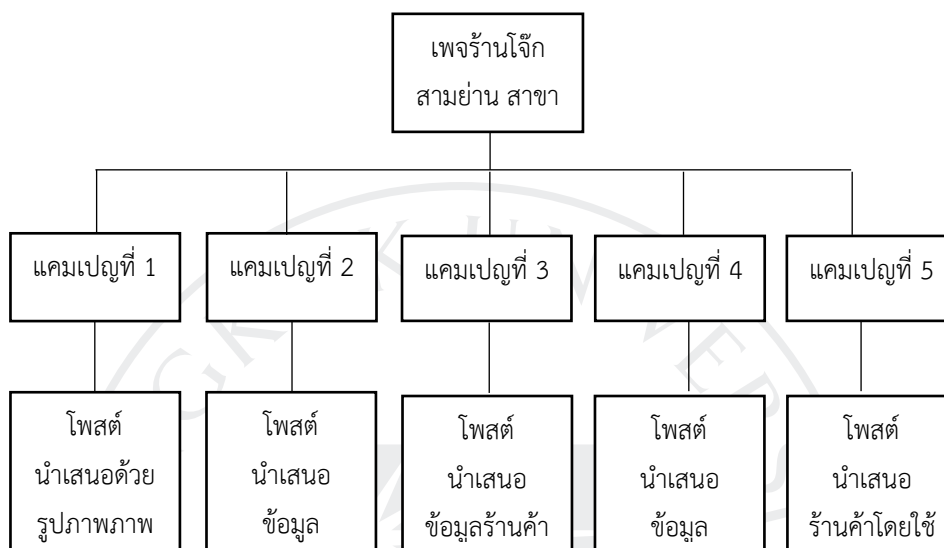 เพจร้านโจ๊ก
สามย่าน สาขา
แคมเปญที่ 1
แคมเปญที่ 2
แคมเปญที่ 3
แคมเปญที่ 4
แคมเปญที่ 5
โพสต์
นำเสนอด้วย
รูปภาพภาพ
โพสต์
นำเสนอ
ข้อมูล
โพสต์
นำเสนอ
ข้อมูลร้านค้า
โพสต์
นำเสนอ
ข้อมูล
โพสต์
นำเสนอ
ร้านค้าโดยใช้